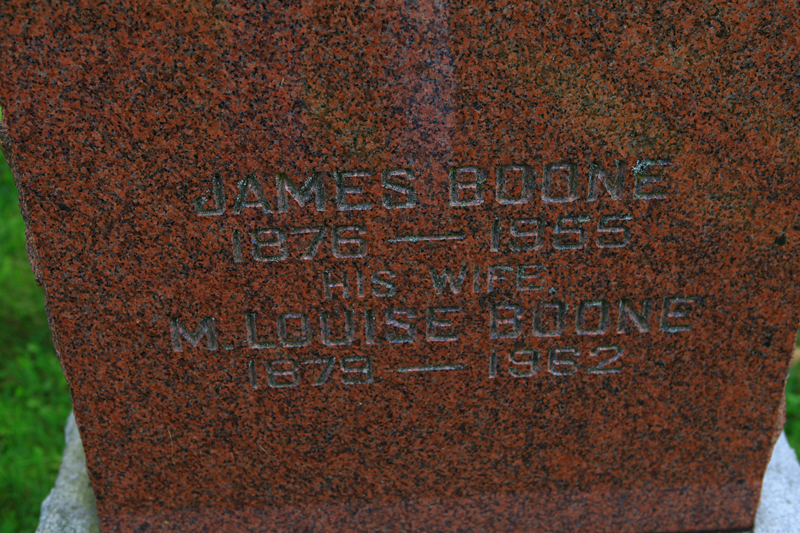 JAMES BOONE
1876 — 1955
HIS WIFE,
M. LOUISE BOONE
1879 — 1962